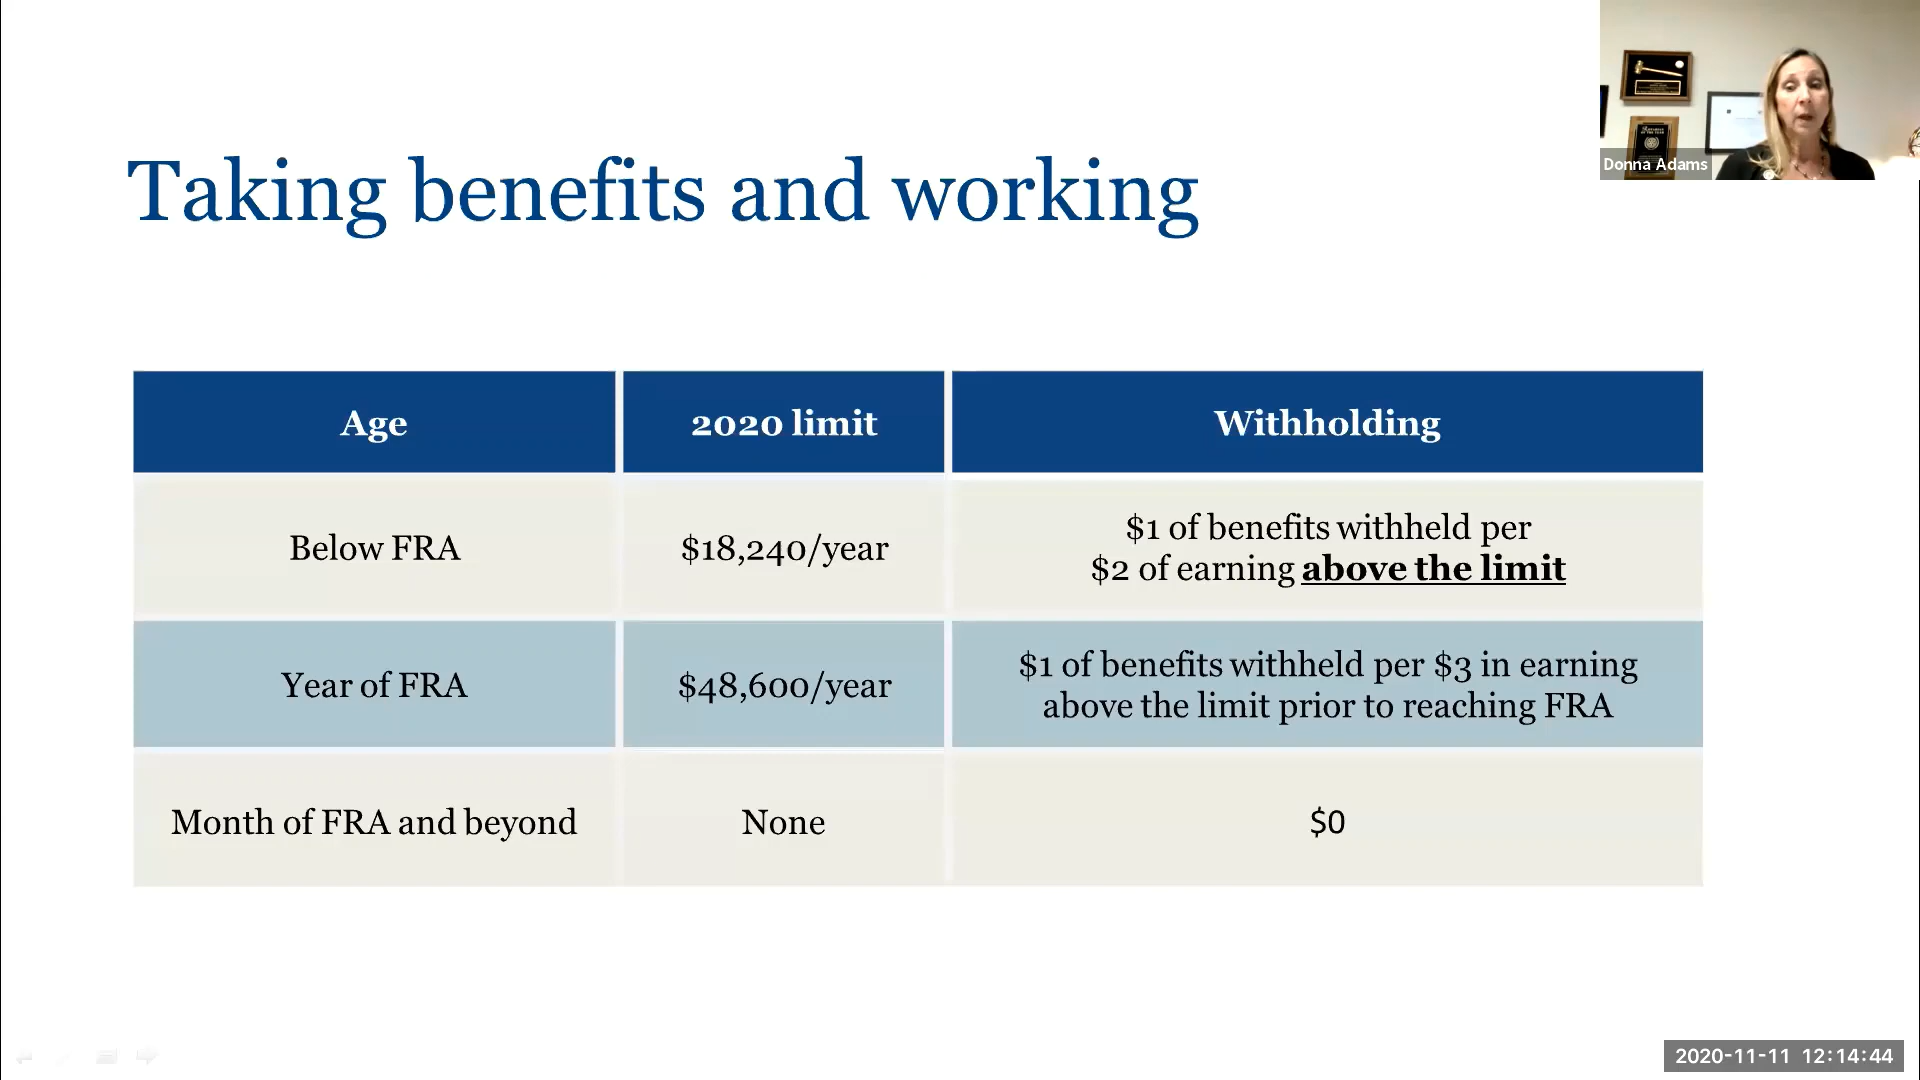 Taking benefits and working
Donna Adams
Age
2020 limit
Withholding
Below FRA
$18,240/year
$1 of benefits withheld per
$2 of earning above the limit
Year of FRA
$48,600/year
$1 of benefits withheld per $3 in earning
above the limit prior to reaching FRA
Month of FRA and beyond
None
$0
2020-11-11 12:14:44